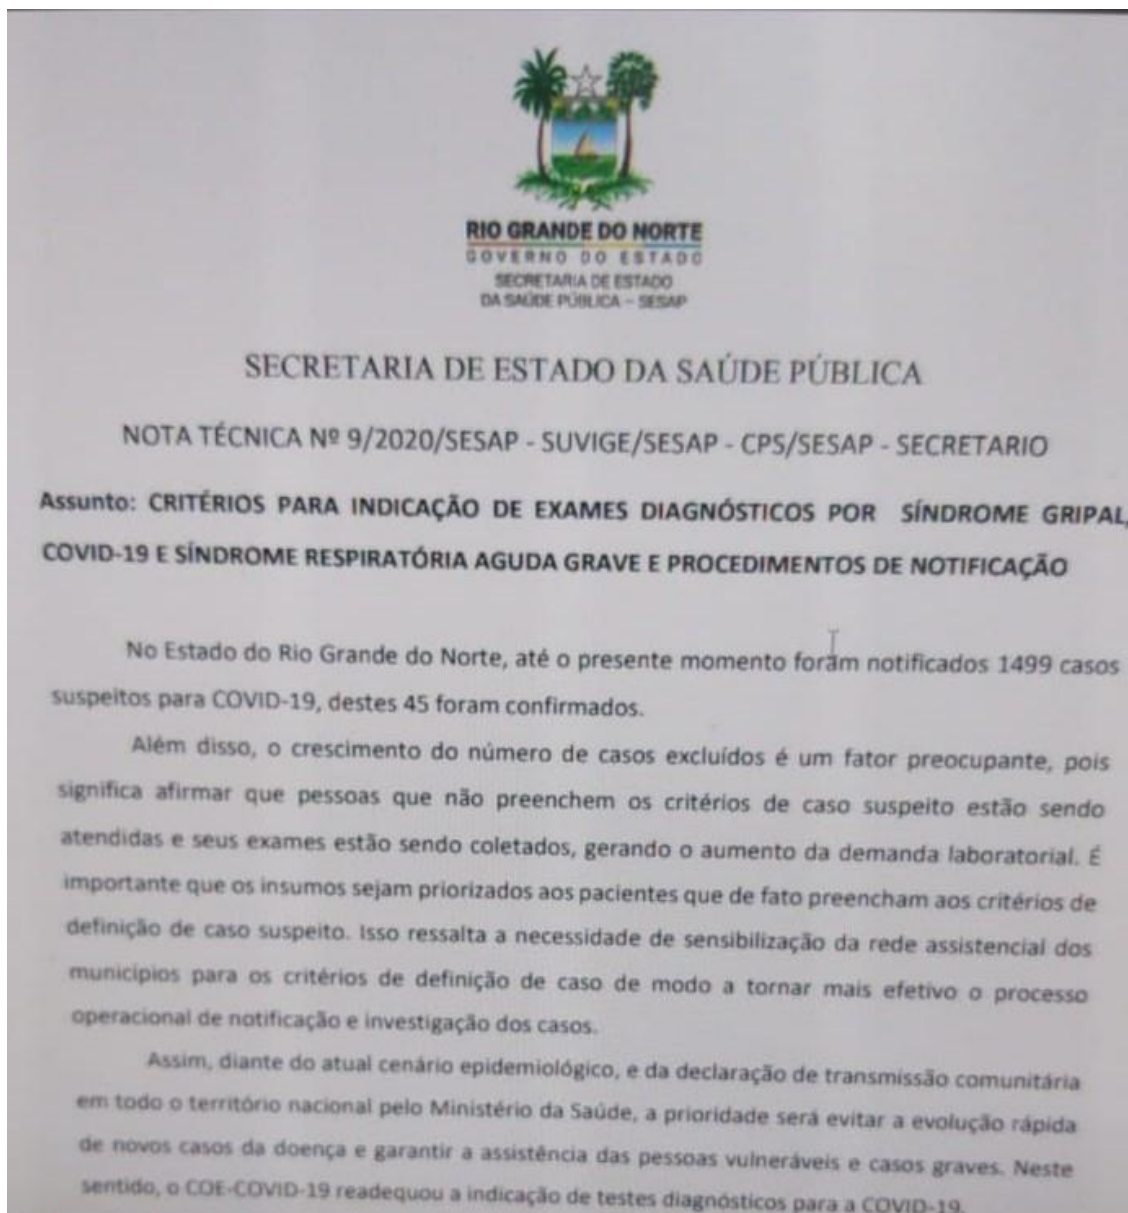 RIO GRANDE DO NORTE
GOVERNO DO ESTADO
SECRETARIA DE ESTADO
DA SAÚDE PÚBLICA – SESAP
SECRETARIA DE ESTADO DA SAÚDE PÚBLICA
NOTA TÉCNICA Nº 9/2020/SESAP - SUVIGE/SESAP - CPS/SESAP - SECRETARIO
Assunto: CRITÉRIOS PARA INDICAÇÃO DE EXAMES DIAGNÓSTICOS POR SÍNDROME GRIPAL,
COVID-19 E SÍNDROME RESPIRATÓRIA AGUDA GRAVE E PROCEDIMENTOS DE NOTIFICAÇÃO
No Estado do Rio Grande do Norte, até o presente momento foram notificados 1499 casos
suspeitos para COVID-19, destes 45 foram confirmados.
Além disso, o crescimento do número de casos excluídos é um fator preocupante, pois
significa afirmar que pessoas que não preenchem os critérios de caso suspeito estão sendo
atendidas e seus exames estão sendo coletados, gerando o aumento da demanda laboratorial. É
importante que os insumos sejam priorizados aos pacientes que de fato preencham aos critérios de
definição de caso suspeito. Isso ressalta a necessidade de sensibilização da rede assistencial dos
municípios para os critérios de definição de caso de modo a tornar mais efetivo o processo
operacional de notificação e investigação dos casos.
Assim, diante do atual cenário epidemiológico, e da declaração de transmissão comunitária
em todo o território nacional pelo Ministério da Saúde, a prioridade será evitar a evolução rápida
de novos casos da doença e garantir a assistência das pessoas vulneráveis e casos graves. Neste
sentido, o COE-COVID-19 readequou a indicação de testes diagnósticos para a COVID-19.